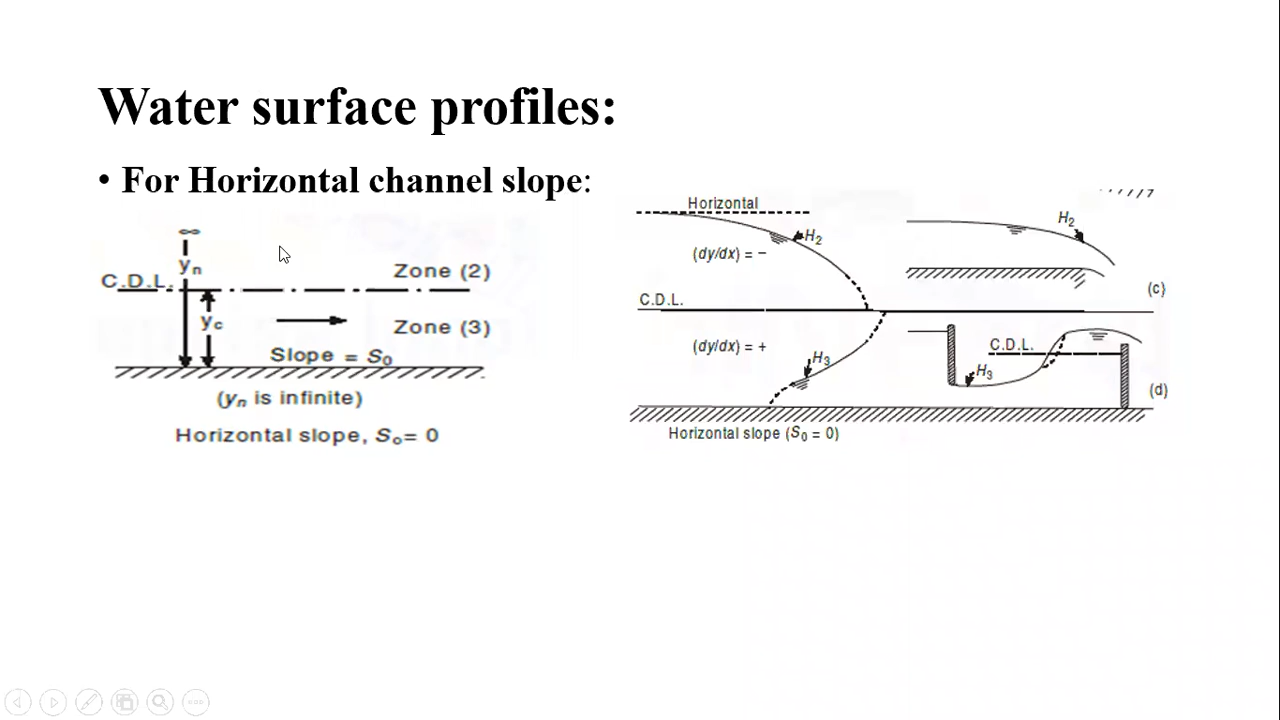 Water surface profiles:
• For Horizontal channel slope:
∞
yn
C.D.L.
Zone (2)
yc
Zone (3)
Slope = S0
(yn is infinite)
Horizontal slope, So= 0
Horizontal
H2
(dy/dx) = −
C.D.L.
(dy/dx) = +
H3
Horizontal slope (S0 = 0)
H2
(c)
C.D.L.
H3
(d)